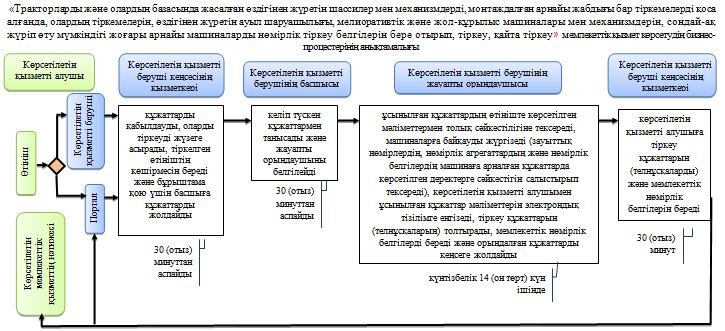 «Тракторларды және олардың базасында жасалған өздігінен жүретін шассилер мен механизмдерді, монтаждалған арнайы жабдығы бар тіркемелерді қоса
алғанда, олардың тіркемелерін, өздігінен жүретін ауыл шаруашылығы, мелиоративтік және жол-құрылыс машиналары мен механизмдерін, сондай-ақ
жүріп өту мүмкіндігі жоғары арнайы машиналарды нөмірлік тіркеу белгілерін бере отырып, тіркеу, қайта тіркеу» мемлекеттік қызмет көрсетудің бизнес-
процестерінің анықтамалығы
Көрсетілетін
қызметті алушы
Көрсетілетін қызметті
беруші кеңсесінің
қызметкері
Көрсетілетін қызметті
берушінің басшысы
Көрсетілетін қызметті берушінің
жауапты орындаушысы
Көрсетілетін қызметті
беруші кеңсесінің
қызметкері
Өтініш
Көрсетілетін
қызметті беруші
Портал
Көрсетілетін
мемлекеттік
қызметтің нәтижесі
құжаттарды
қабылдауды, оларды
тіркеуді жүзеге
асырады, тіркелген
өтініштің
көшірмесін береді
және бұрыштама
қою үшін басшыға
құжаттарды
жолдайды
30 (отыз)
минуттан
аспайды
келіп түскен
құжаттармен
танысады және
жауапты
орындаушыны
белгілейді
30 (отыз)
минуттан
аспайды
ұсынылған құжаттардың өтініште көрсетілген
мәліметтермен толық сәйкестілігіне тексереді,
машиналарға байқауды жүргізеді (зауыттық
нөмірлердің, нөмірлік агрегаттардың және нөмірлік
белгілердің машинаға арналған құжаттарда
көрсетілген деректерге сәйкестігін салыстырып
тексереді), көрсетілетін қызметті алушымен
ұсынылған құжаттар мәліметтерін электрондық
тізілімге енгізеді, тіркеу құжаттарын
(телнұсқаларын) толтырады, мемлекеттік нөмірлік
белгілерді береді және орындалған құжаттарды
кеңсеге жолдайды
күнтізбелік 14 (он төрт) күн
ішінде
көрсетілетін
қызметті алушыға
тіркеу
құжаттарын
(телнұсқаларды)
және мемлекеттік
нөмірлік
белгілерін береді
30 (отыз)
минут